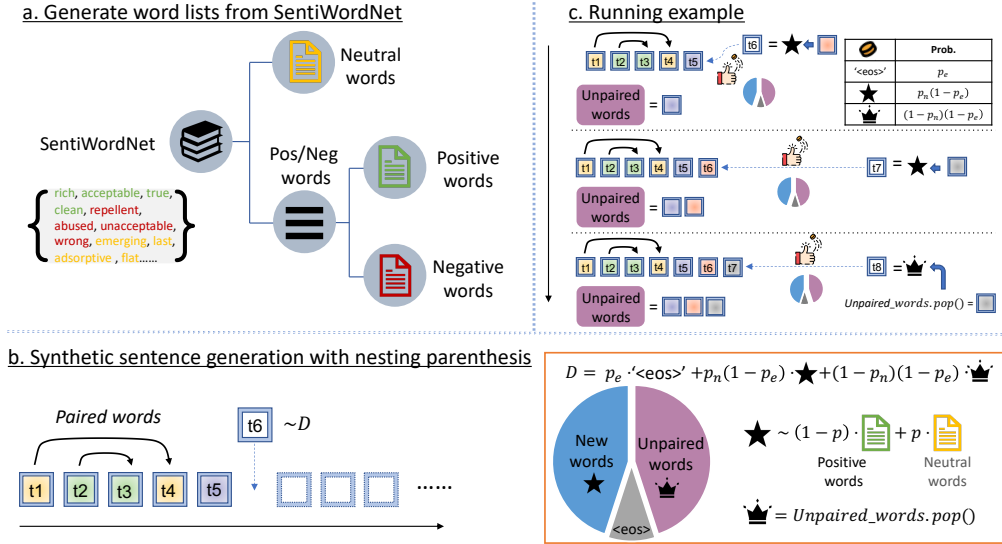 a. Generate word lists from SentiWordNet
Neutral
words
SentiWordNet
Pos/Neg
words
Positive
words
Negative
words
rich, acceptable, true,
clean, repellent,
abused, unacceptable,
wrong, emerging, last,
adsorptive , flat……
c. Running example
t1 t2 t3 t4 t5
t6 =
Unpaired
words
=
Prob.
‘<eos>’ p_e
p_n(1 − p_e)
(1 − p_n)(1 − p_e)
t1 t2 t3 t4 t5 t6
t7 =
Unpaired
words
=
t1 t2 t3 t4 t5 t6 t7
t8 =
Unpaired
words
=
Unpaired_words.pop() =
b. Synthetic sentence generation with nesting parenthesis
Paired words
t6 ~D
t1 t2 t3 t4 t5
……
D = p_e ·‘<eos>’ +p_n(1 − p_e) · ★+(1 − p_n)(1 − p_e) ·
New
words
Unpaired
words
<eos>
★ ~ (1 − p) · + p ·
Positive
words
Neutral
words
= Unpaired_words.pop()